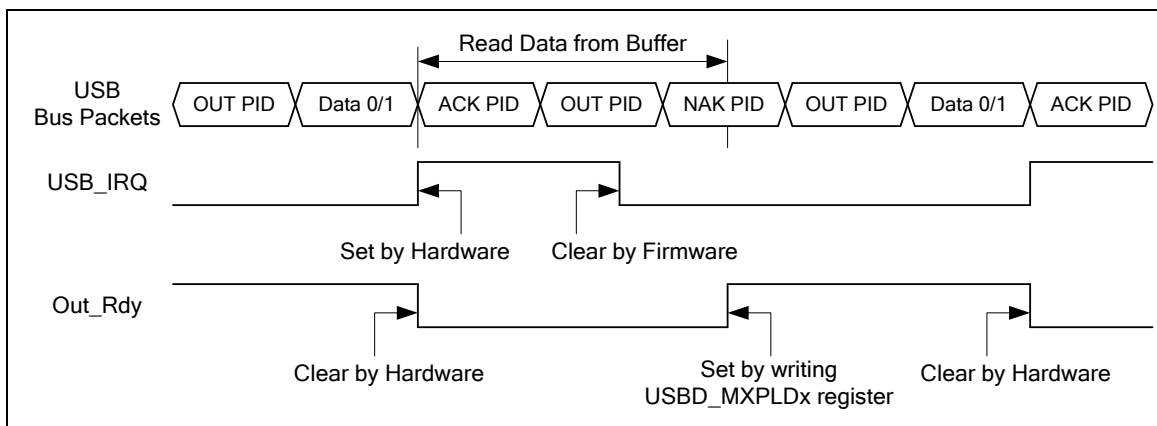 Read Data from Buffer
USB
Bus Packets
OUT PID
Data 0/1
ACK PID
OUT PID
NAK PID
OUT PID
Data 0/1
ACK PID
USB_IRQ
Set by Hardware
Clear by Firmware
Out_Rdy
Clear by Hardware
Set by writing
USBD_MXPLDx register
Clear by Hardware